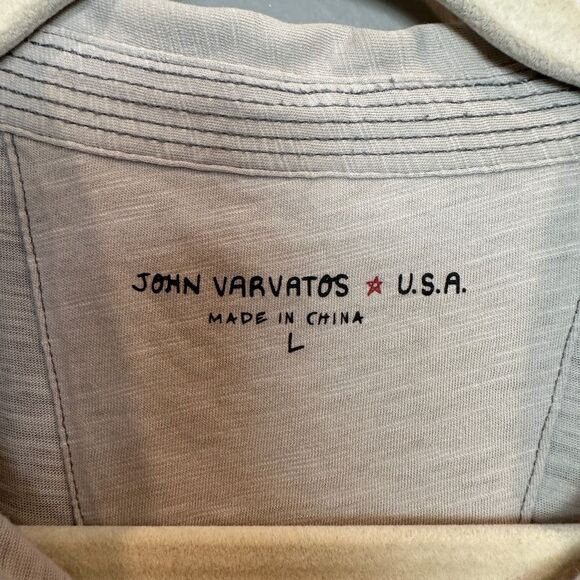 JOHN VARVATOS ★ U.S.A.
MADE IN CHINA
L